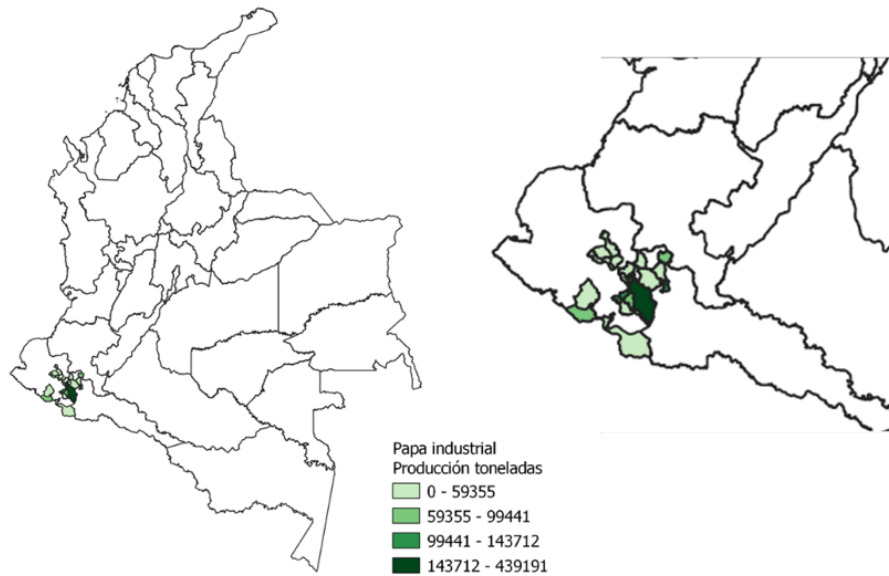 Papa industrial
Producción toneladas
0 - 59355
59355 - 99441
99441 - 143712
143712 - 439191